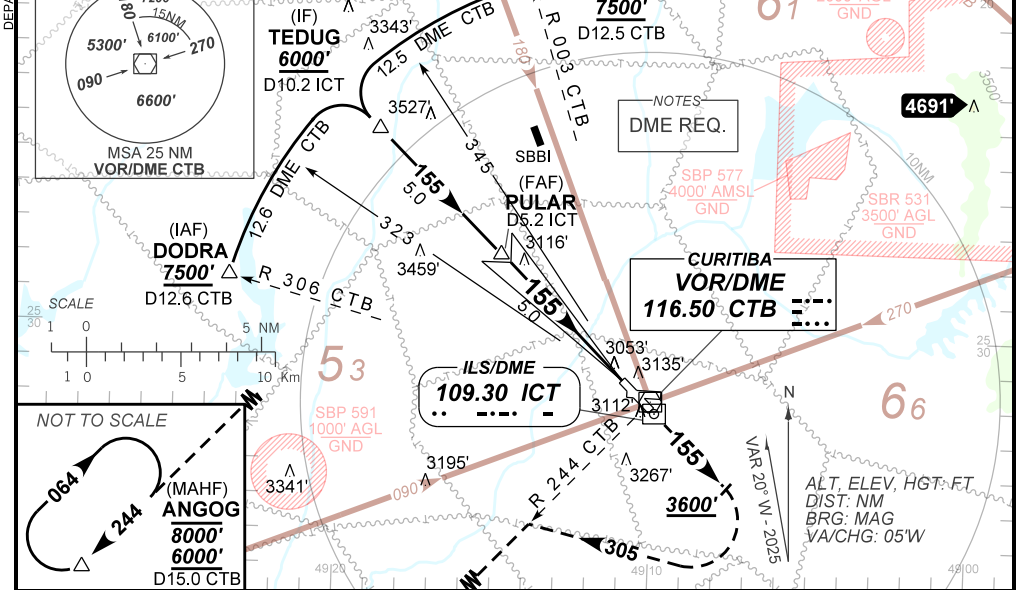 DEPA
180
7200'
15NM
5300'
6100'
270
090
6600'
MSA 25 NM
VOR/DME CTB
(IF)
TEDUG
6000'
D10.2 ICT
3343'
12.5 DME CTB
3527'
12.6 DME CTB
(IAF)
DODRA
7500'
D12.6 CTB
R_306_CTB
323
3459'
345
155
5.0
180
R_003_CTB
7500'
D12.5 CTB
SBBI
(FAF)
PULAR
D5.2 ICT
3116'
155
5.0
NOTES
DME REQ.
61
GND
20
4691'
3500'
10NM
SBP 577
4000' AMSL
GND
SBR 531
3500' AGL
GND
CURITIBA
VOR/DME
116.50 CTB
270
SCALE
1 0 5 NM
1 0 5 10 Km
25
30
25
30
53
66
3053'
3135'
ILS/DME
109.30 ICT
3112'
R_244_CTB
NOT TO SCALE
064
244
(MAHF)
ANGOG
8000'
6000'
D15.0 CTB
SBP 591
1000' AGL
GND
3341'
3195'
090
3267'
155
3600'
305
N
VAR 20° W - 2025
ALT, ELEV, HGT: FT
DIST: NM
BRG: MAG
VA/CHG: 05'W
49|20
49|10
49|00